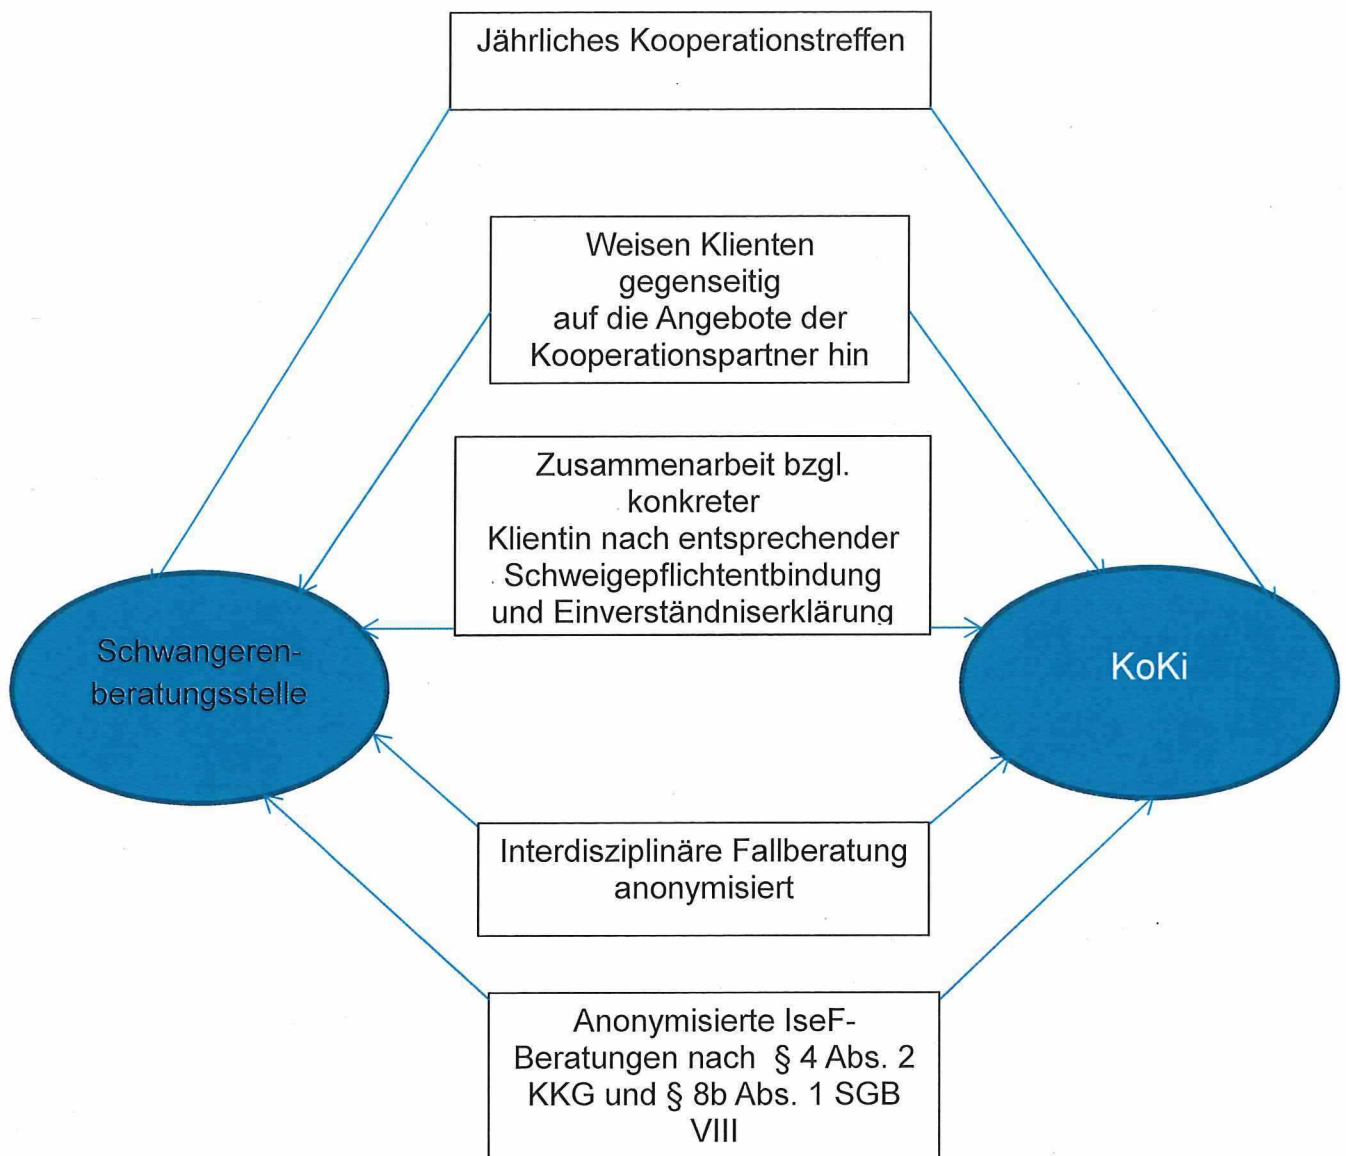 Jährliches Kooperationstreffen
Weisen Klienten
gegenseitig
auf die Angebote der
Kooperationspartner hin
Zusammenarbeit bzgl.
konkreter
Klientin nach entsprechender
Schweigepflichtentbindung
und Einverständniserklärung
Schwangeren-
beratungsstelle
KoKi
Interdisziplinäre Fallberatung
anonymisiert
Anonymisierte IseF-
Beratungen nach § 4 Abs. 2
KKG und § 8b Abs. 1 SGB
VIII